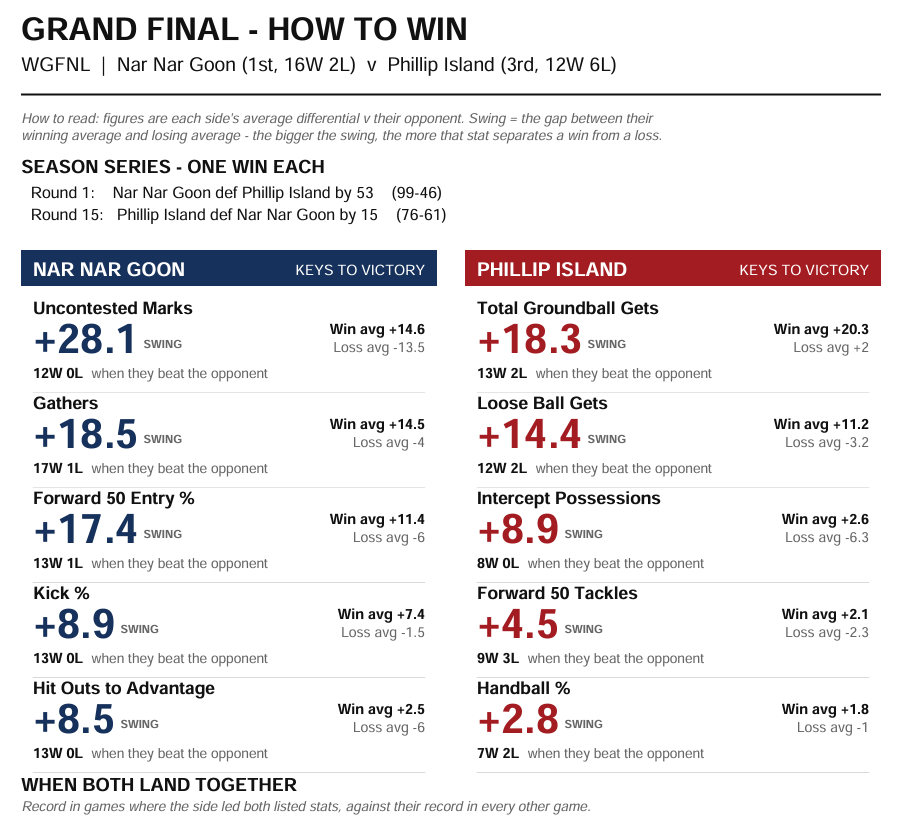 GRAND FINAL - HOW TO WIN
WGFNL | Nar Nar Goon (1st, 16W 2L) v Phillip Island (3rd, 12W 6L)
How to read: figures are each side's average differential v their opponent. Swing = the gap between their
winning average and losing average - the bigger the swing, the more that stat separates a win from a loss.
SEASON SERIES - ONE WIN EACH
Round 1: Nar Nar Goon def Phillip Island by 53 (99-46)
Round 15: Phillip Island def Nar Nar Goon by 15 (76-61)
NAR NAR GOON KEYS TO VICTORY
Uncontested Marks
+28.1 SWING
Win avg +14.6
Loss avg -13.5
12W 0L when they beat the opponent
Gathers
+18.5 SWING
Win avg +14.5
Loss avg -4
17W 1L when they beat the opponent
Forward 50 Entry %
+17.4 SWING
Win avg +11.4
Loss avg -6
13W 1L when they beat the opponent
Kick %
+8.9 SWING
Win avg +7.4
Loss avg -1.5
13W 0L when they beat the opponent
Hit Outs to Advantage
+8.5 SWING
Win avg +2.5
Loss avg -6
13W 0L when they beat the opponent
PHILLIP ISLAND KEYS TO VICTORY
Total Groundball Gets
+18.3 SWING
Win avg +20.3
Loss avg +2
13W 2L when they beat the opponent
Loose Ball Gets
+14.4 SWING
Win avg +11.2
Loss avg -3.2
12W 2L when they beat the opponent
Intercept Possessions
+8.9 SWING
Win avg +2.6
Loss avg -6.3
8W 0L when they beat the opponent
Forward 50 Tackles
+4.5 SWING
Win avg +2.1
Loss avg -2.3
9W 3L when they beat the opponent
Handball %
+2.8 SWING
Win avg +1.8
Loss avg -1
7W 2L when they beat the opponent
WHEN BOTH LAND TOGETHER
Record in games where the side led both listed stats, against their record in every other game.